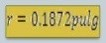 r = 0.1872pulg